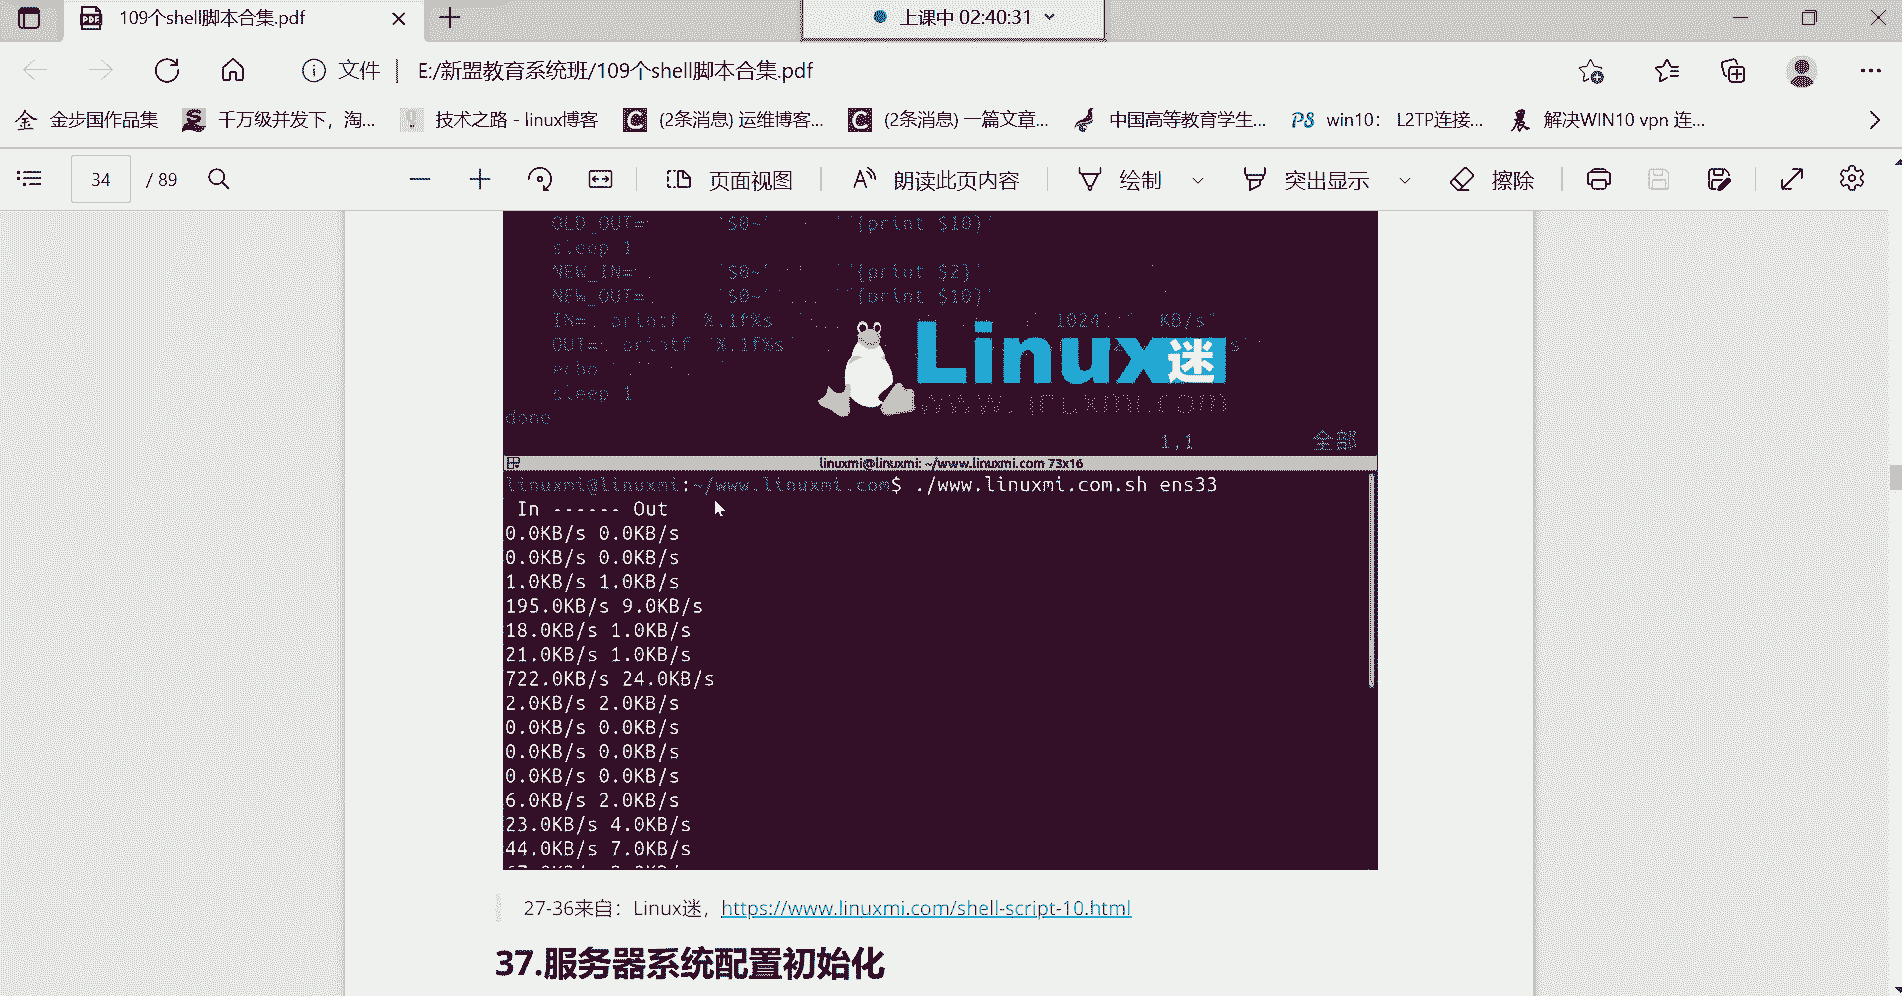 109个shell脚本合集.pdf
上课中 02:40:31
文件 E:/新盟教育系统班/109个shell脚本合集.pdf
金步国作品集 千万级并发下，淘... 技术之路 - linux博客 (2条消息) 运维博客... (2条消息) 一篇文章... 中国高等教育学生... win10： L2TP连接... 解决WIN10 vpn 连...
34 / 89 页面视图 朗读此页内容 绘制 突出显示 擦除
OLD_OUT= $0~ {print $10}
sleep 1
NEW_IN= $0~ {print $2}
NEW_OUT= $0~ {print $10}
IN= printf %.1f%s 1024 KB/s"
OUT= printf %.1f%s
echo
sleep 1
done
Linux迷
www.linuxmi.com
1,1 全部
linuxmi@linuxmi: ~/www.linuxmi.com 73x16
linuxmi@linuxmi:~/www.linuxmi.com$ ./www.linuxmi.com.sh ens33
In ------ Out
0.0KB/s 0.0KB/s
0.0KB/s 0.0KB/s
1.0KB/s 1.0KB/s
195.0KB/s 9.0KB/s
18.0KB/s 1.0KB/s
21.0KB/s 1.0KB/s
722.0KB/s 24.0KB/s
2.0KB/s 2.0KB/s
0.0KB/s 0.0KB/s
0.0KB/s 0.0KB/s
0.0KB/s 0.0KB/s
6.0KB/s 2.0KB/s
23.0KB/s 4.0KB/s
44.0KB/s 7.0KB/s
27-36来自：Linux迷，https://www.linuxmi.com/shell-script-10.html
37.服务器系统配置初始化